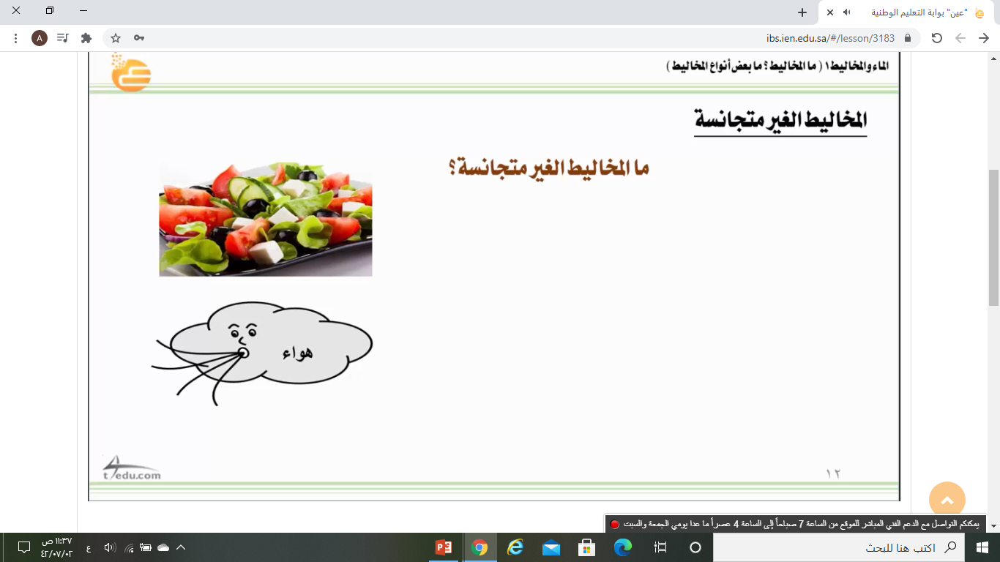 "عين" بوابة التعليم الوطنية
ibs.ien.edu.sa/#/lesson/3183
A
الماء والمخاليط١ ( ما المخاليط؟ ما بعض أنواع المخاليط )
المخاليط الغير متجانسة
ما المخاليط الغير متجانسة؟
هواء
t4edu.com
١٢
يمكنكم التواصل مع الدعم الفني المباشر للموقع من الساعة 7 صباحاً إلى الساعة 4 عصراً ما عدا يومي الجمعة والسبت
اكتب هنا للبحث
ع
١١:٣٧ ص
٤٢/٠٧/٠٢